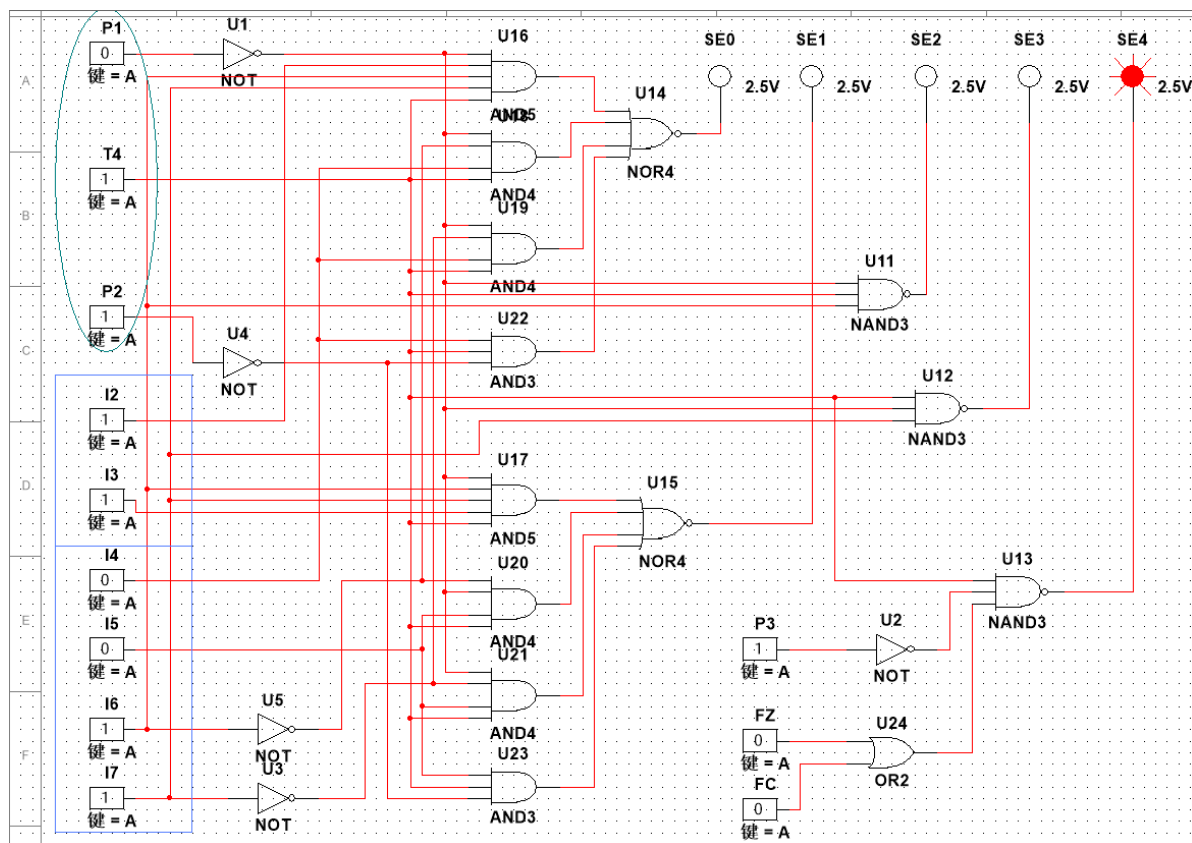 P1
0
键 = A
U1
NOT
U16
AND5
U18
AND4
U19
AND4
U22
AND3
U14
NOR4
SE0
2.5V
SE1
2.5V
SE2
2.5V
SE3
2.5V
SE4
2.5V
A
T4
1
键 = A
B
P2
1
键 = A
U4
NOT
C
U11
NAND3
I2
1
键 = A
U12
NAND3
I3
1
键 = A
D
U17
AND5
U15
NOR4
I4
0
键 = A
U20
AND4
U13
NAND3
E
I5
0
键 = A
U21
AND4
P3
1
键 = A
U2
NOT
I6
1
键 = A
U5
NOT
F
FZ
0
键 = A
U24
OR2
I7
1
键 = A
U3
NOT
U23
AND3
FC
0
键 = A